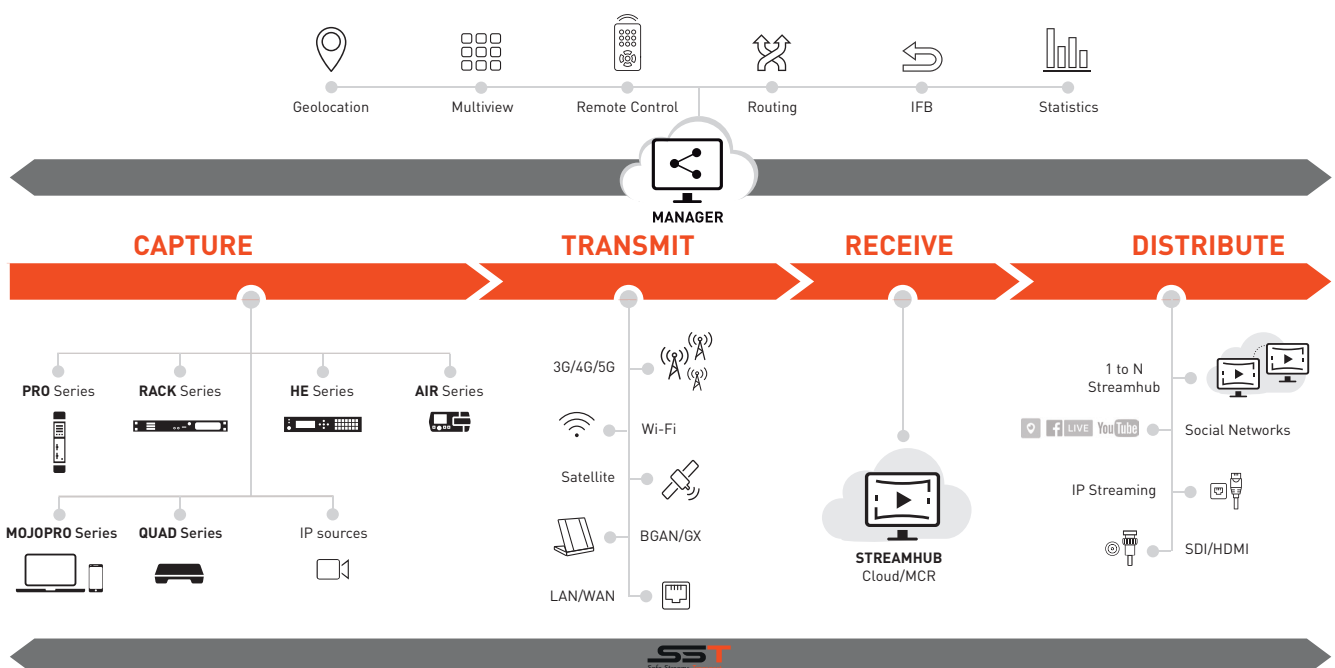 Geolocation
Multiview
Remote Control
Routing
IFB
Statistics
MANAGER
CAPTURE
TRANSMIT
RECEIVE
DISTRIBUTE
PRO Series
RACK Series
HE Series
AIR Series
MOJOPRO Series
QUAD Series
IP sources
3G/4G/5G
Wi-Fi
Satellite
BGAN/GX
LAN/WAN
STREAMHUB
Cloud/MCR
1 to N
Streamhub
f LIVE YouTube
Social Networks
IP Streaming
SDI/HDMI
SST
Safe Stream